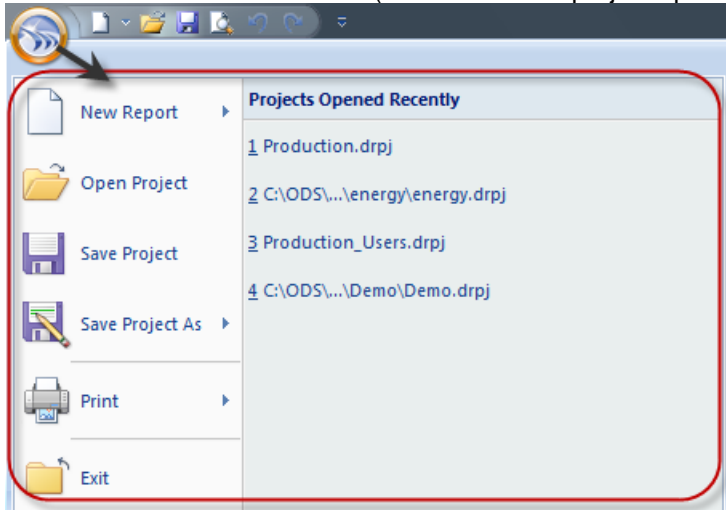 New Report
Open Project
Save Project
Save Project As
Print
Exit
Projects Opened Recently
1 Production.drpj
2 C:\ODS\...\energy\energy.drpj
3 Production_Users.drpj
4 C:\ODS\...\Demo\Demo.drpj